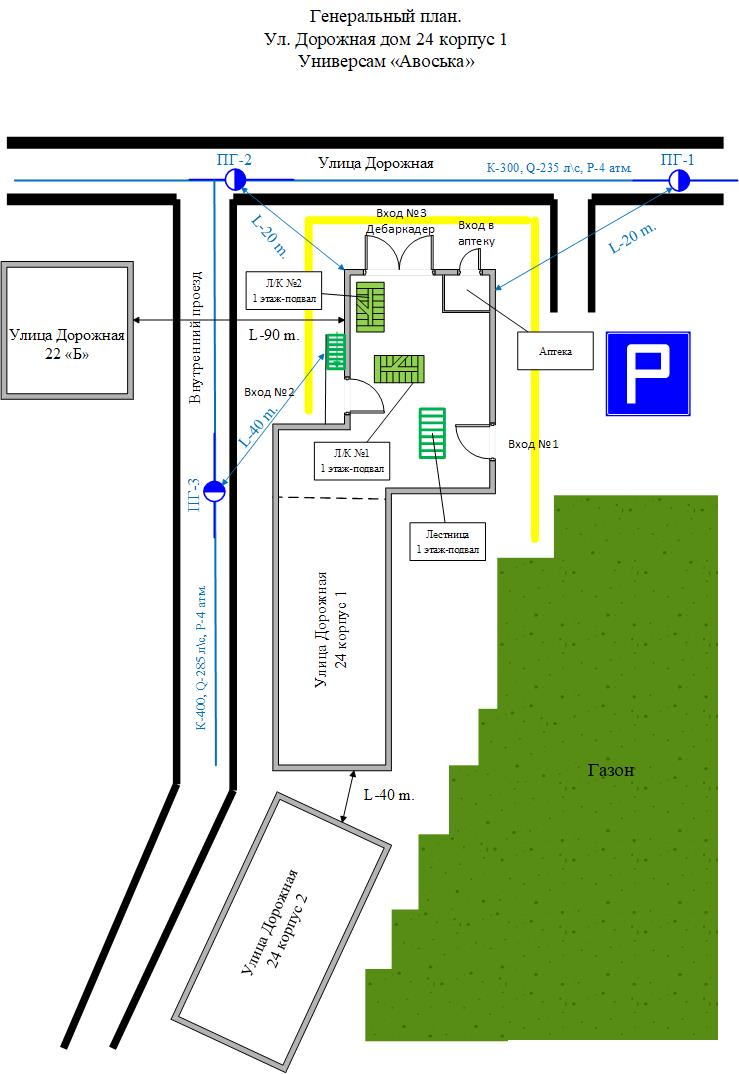 Генеральный план.
Ул. Дорожная дом 24 корпус 1
Универсам «Авоська»
ПГ-2
Улица Дорожная
К-300, Q-235 л\с, Р-4 атм.
ПГ-1
Вход №3
Дебаркадер
Вход в
аптеку
L-20 m.
L-20 m.
Л/К №2
1 этаж-подвал
Внутренний проезд
Улица Дорожная
22 «Б»
L-90 m.
Аптека
P
Вход №2
L-40 m.
Вход №1
Л/К №1
1 этаж-подвал
ПГ-3
Лестница
1 этаж-подвал
Улица Дорожная
24 корпус 1
К-400, Q-285 л\с, Р-4 атм.
Газон
L-40 m.
Улица Дорожная
24 корпус 2